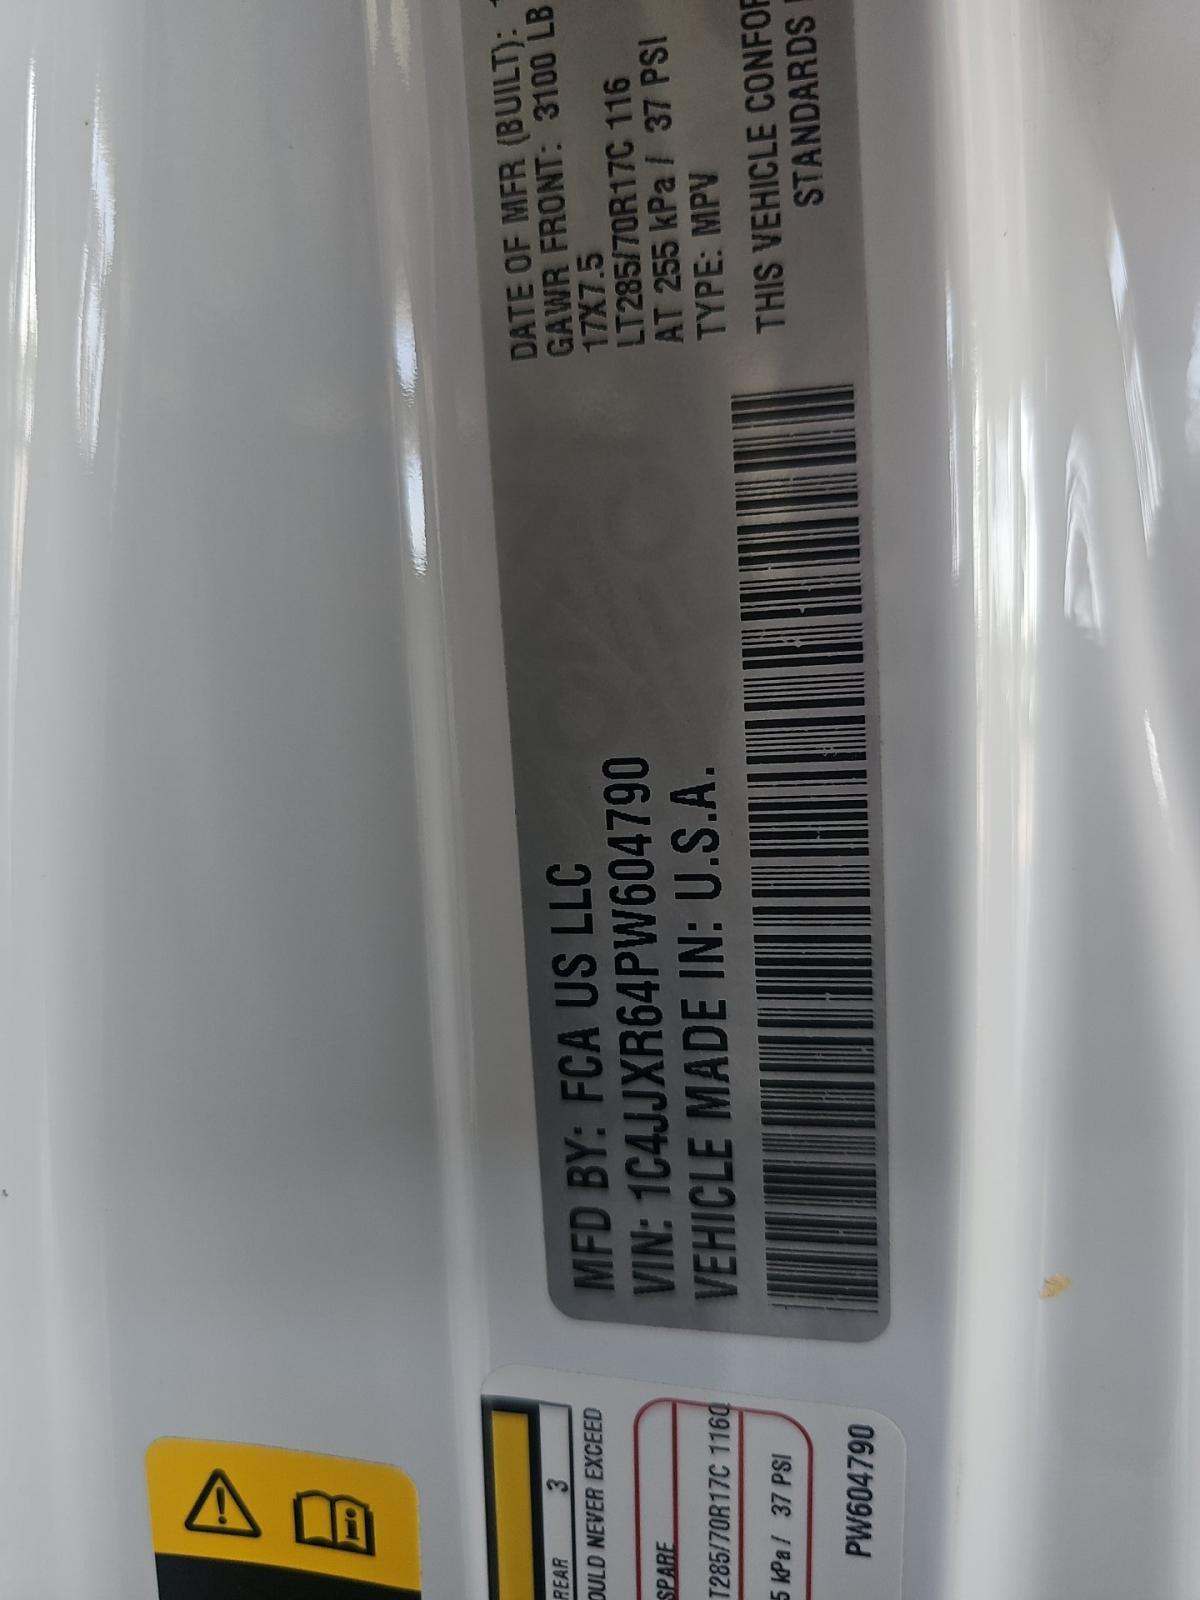 MFD BY: FCA US LLC
VIN: 1C4JJXR64PW604790
VEHICLE MADE IN: U.S.A.
DATE OF MFR (BUILT):
GAWR FRONT: 3100 LB
17X7.5
LT285/70R17C 116
AT 255 kPa / 37 PSI
TYPE: MPV
THIS VEHICLE CONFOR
STANDARDS
REAR 3
OULD NEVER EXCEED
SPARE
T285/70R17C 116Q
5 kPa / 37 PSI
PW604790